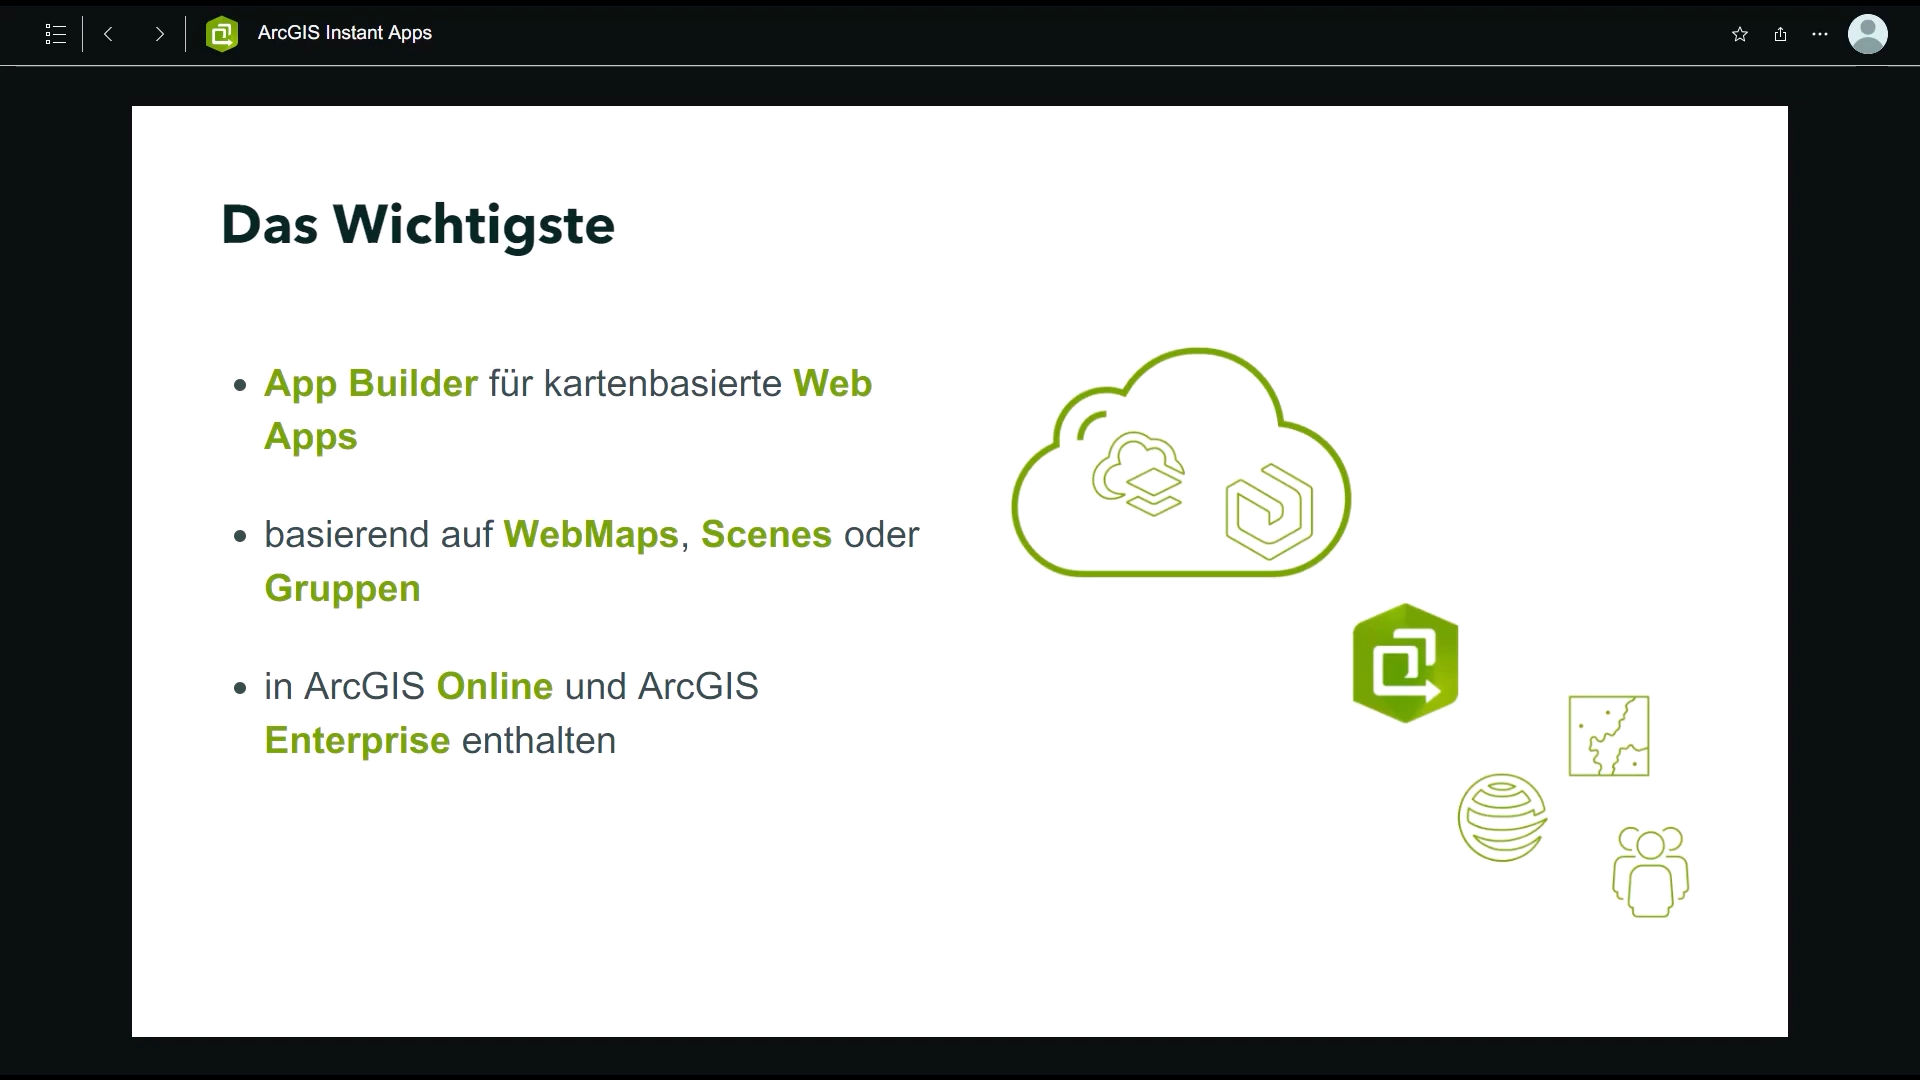 ArcGIS Instant Apps
Das Wichtigste
App Builder für kartenbasierte Web
Apps
basierend auf WebMaps, Scenes oder
Gruppen
in ArcGIS Online und ArcGIS
Enterprise enthalten